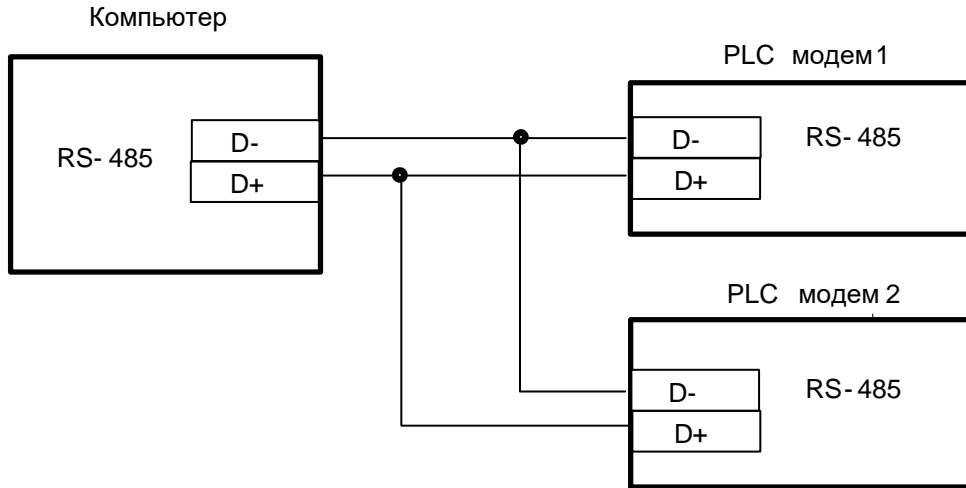 Компьютер
PLC модем 1
RS- 485
D-
D+
D-
D+
RS- 485
PLC модем 2
D-
D+
RS- 485